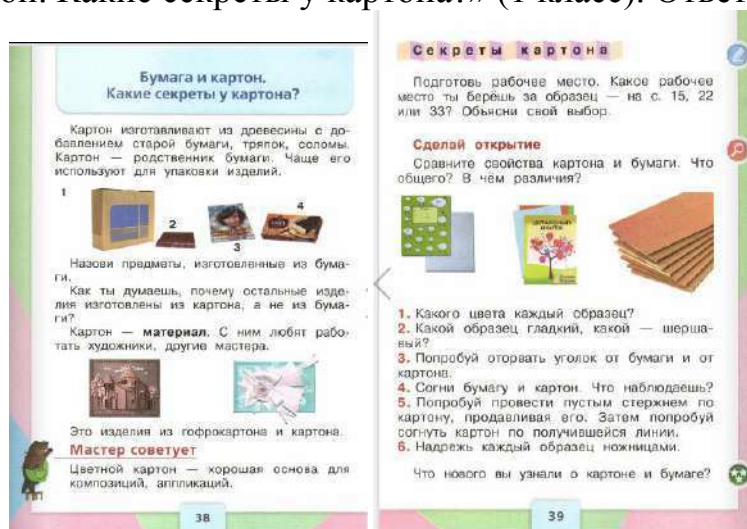 он. Какие секреты у картона?» (1 класс). Ответ
Бумага и картон.
Какие секреты у картона?
Картон изготавливают из древесины с до-
бавлением старой бумаги, тряпок, соломы.
Картон — родственник бумаги. Чаще его
используют для упаковки изделий.
1
2
3
4
Назови предметы, изготовленные из бума-
ги.
Как ты думаешь, почему остальные изде-
лия изготовлены из картона, а не из бума-
ги?
Картон — материал. С ним любят рабо-
тать художники, другие мастера.
Это изделия из гофрокартона и картона.
Мастер советует
Цветной картон — хорошая основа для
композиций, аппликаций.
38
Секреты картона
Подготовь рабочее место. Какое рабочее
место ты берёшь за образец — на с. 15, 22
или 33? Объясни свой выбор.
Сделай открытие
Сравните свойства картона и бумаги. Что
общего? В чём различия?
1. Какого цвета каждый образец?
2. Какой образец гладкий, какой — шерша-
вый?
3. Попробуй оторвать уголок от бумаги и от
картона.
4. Согни бумагу и картон. Что наблюдаешь?
5. Попробуй провести пустым стержнем по
картону, продавливая его. Затем попробуй
согнуть картон по получившейся линии.
6. Надрежь каждый образец ножницами.
Что нового вы узнали о картоне и бумаге?
39